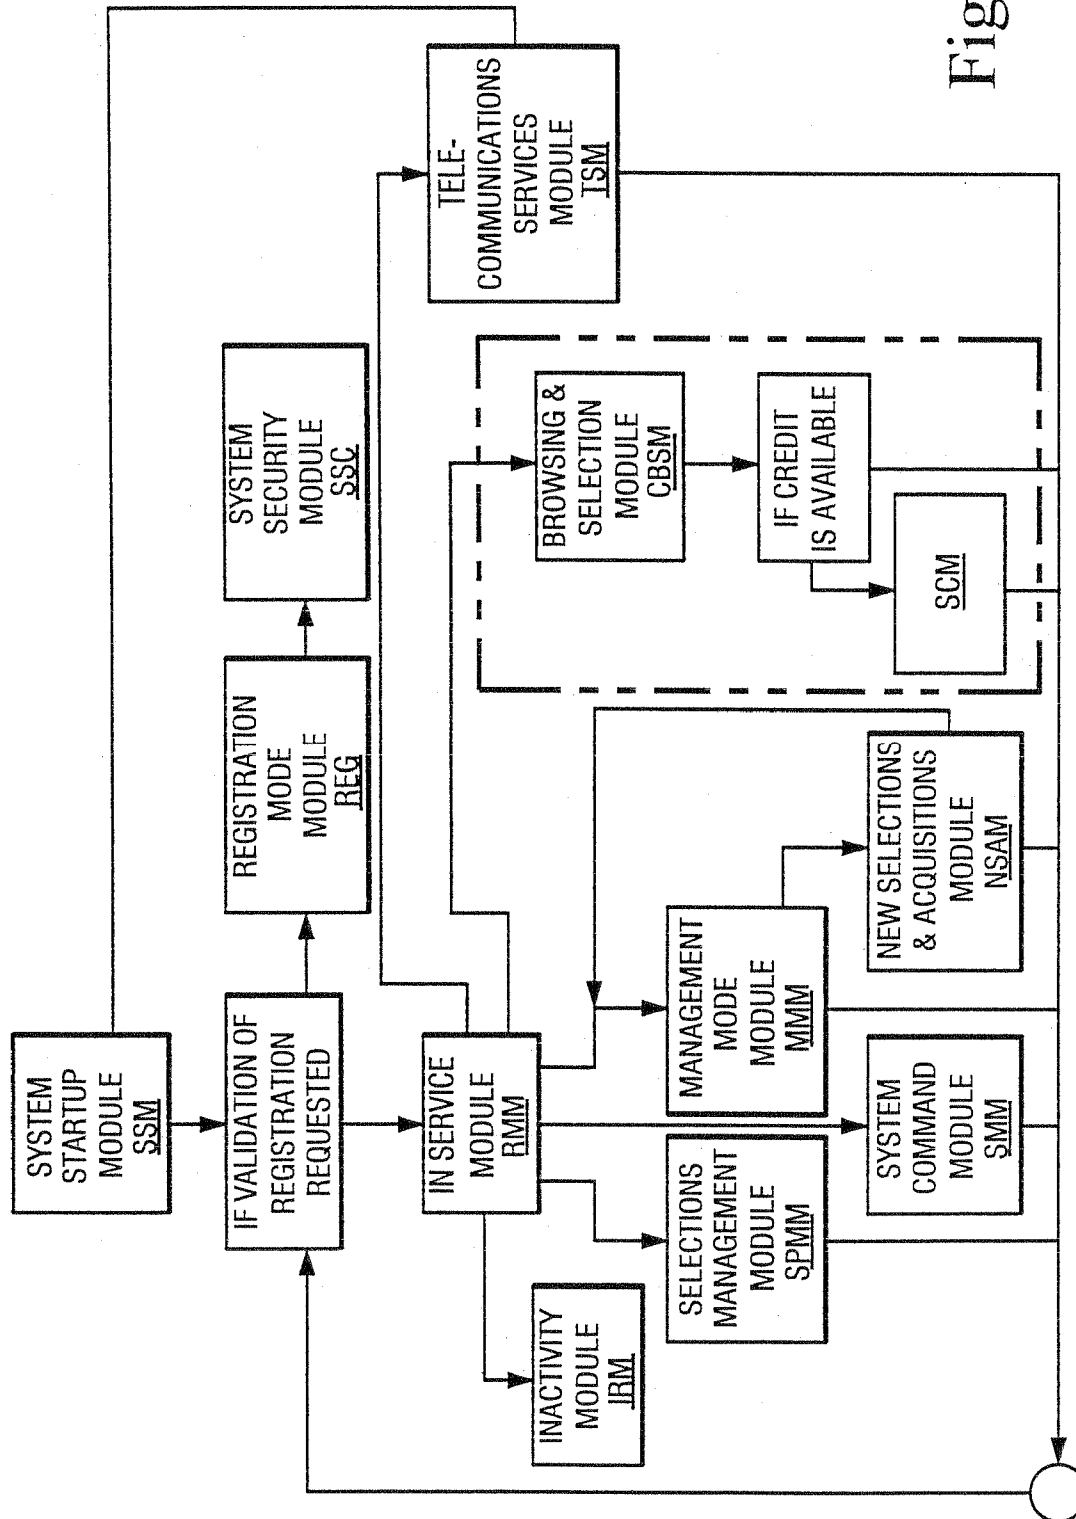 SYSTEM
STARTUP
MODULE
SSM
IF VALIDATION OF
REGISTRATION
REQUESTED
REGISTRATION
MODE
MODULE
REG
SYSTEM
SECURITY
MODULE
SSC
IN SERVICE
MODULE
RMM
TELE-
COMMUNICATIONS
SERVICES
MODULE
TSM
INACTIVITY
MODULE
IRM
SELECTIONS
MANAGEMENT
MODULE
SPMM
MANAGEMENT
MODE
MODULE
MMM
BROWSING &
SELECTION
MODULE
CBSM
IF CREDIT
IS AVAILABLE
SCM
SYSTEM
COMMAND
MODULE
SMM
NEW SELECTIONS
& ACQUISITIONS
MODULE
NSAM
Fig